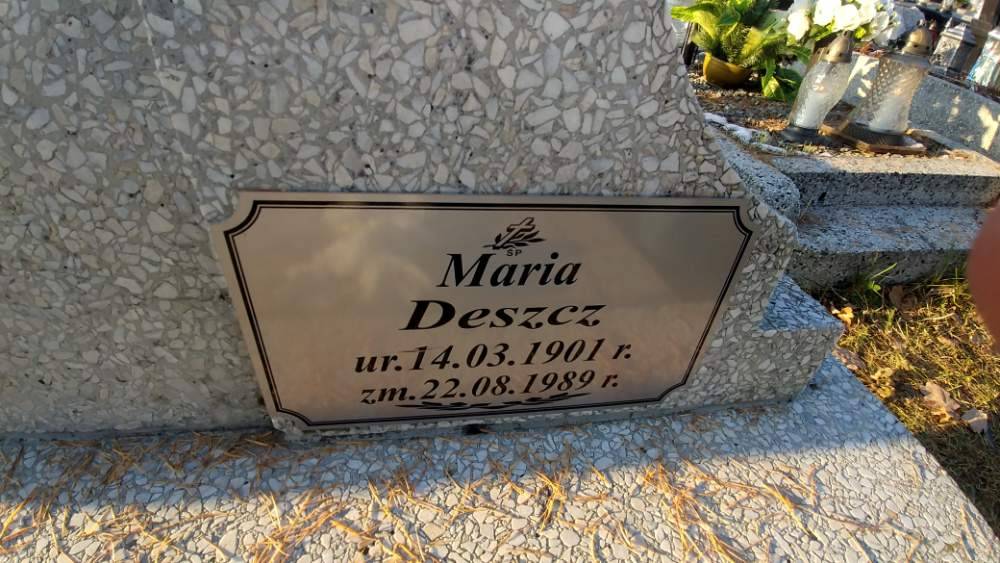 SP
Maria
Deszcz
ur.14.03.1901 r.
zm.22.08.1989 r.